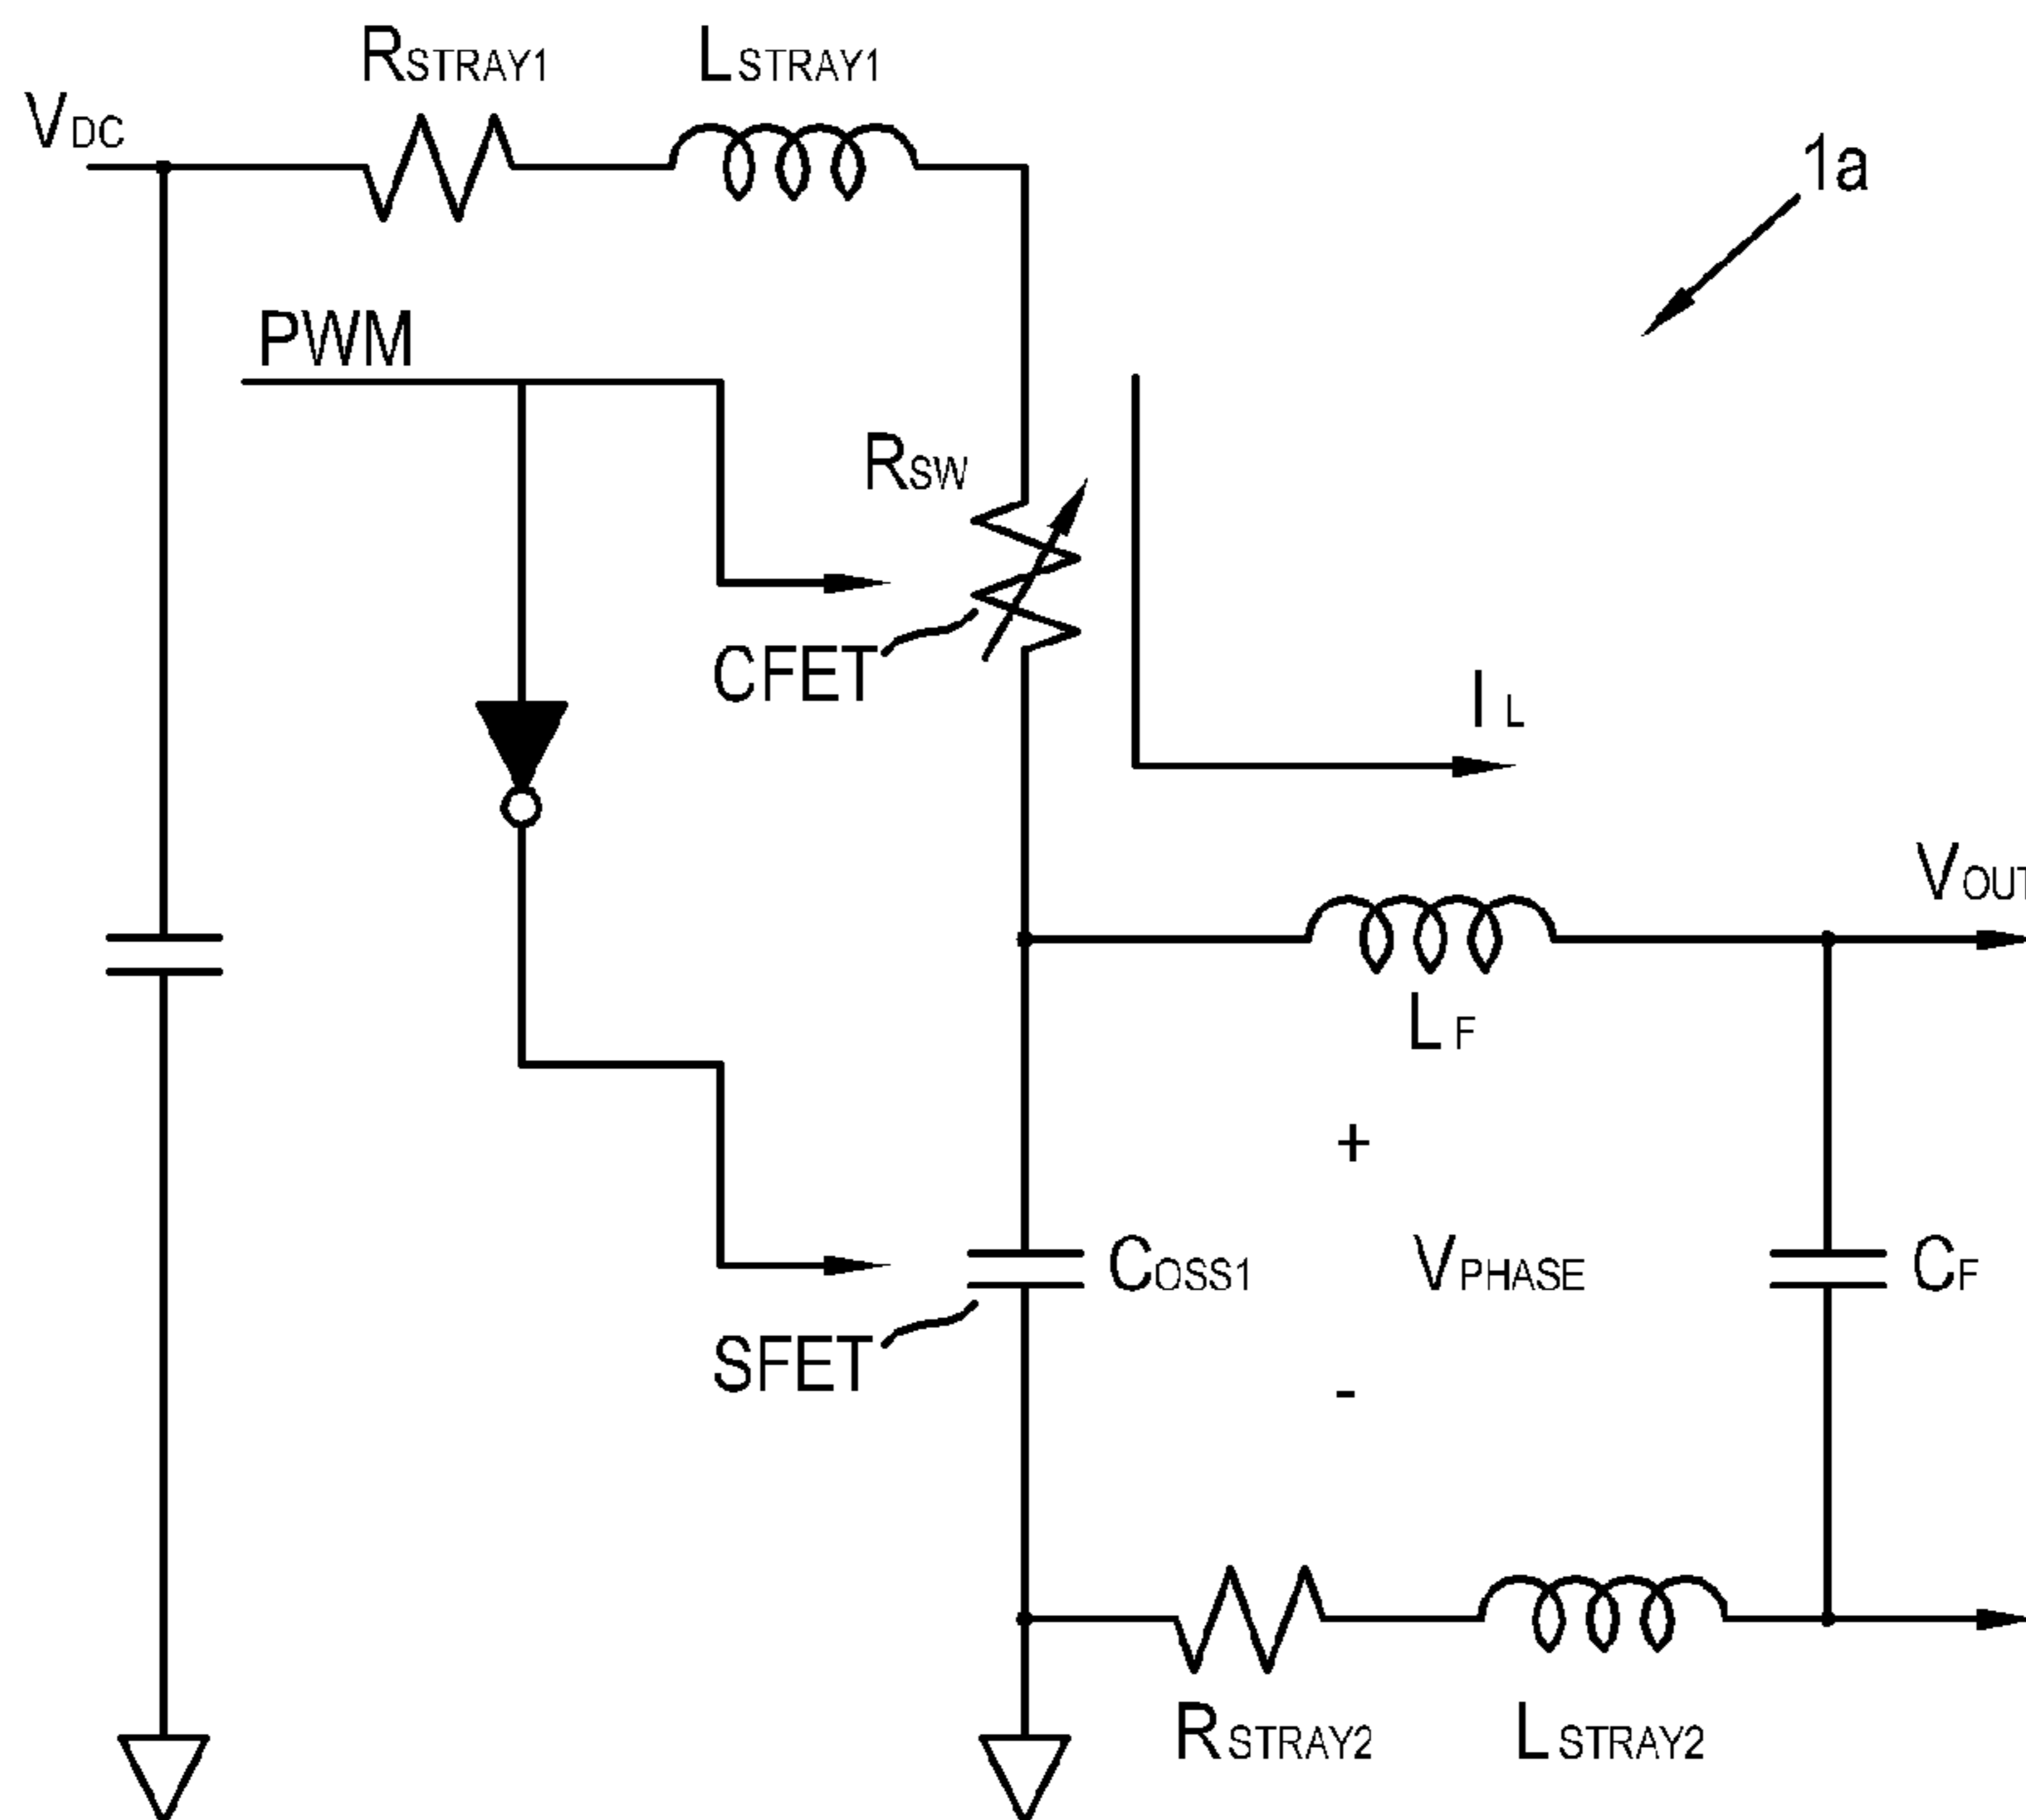 RSTRAY1
LSTRAY1
VDC
1a
PWM
RSW
CFET
IL
VOUT
LF
+
COSS1
VPHASE
CF
SFET
-
RSTRAY2
LSTRAY2